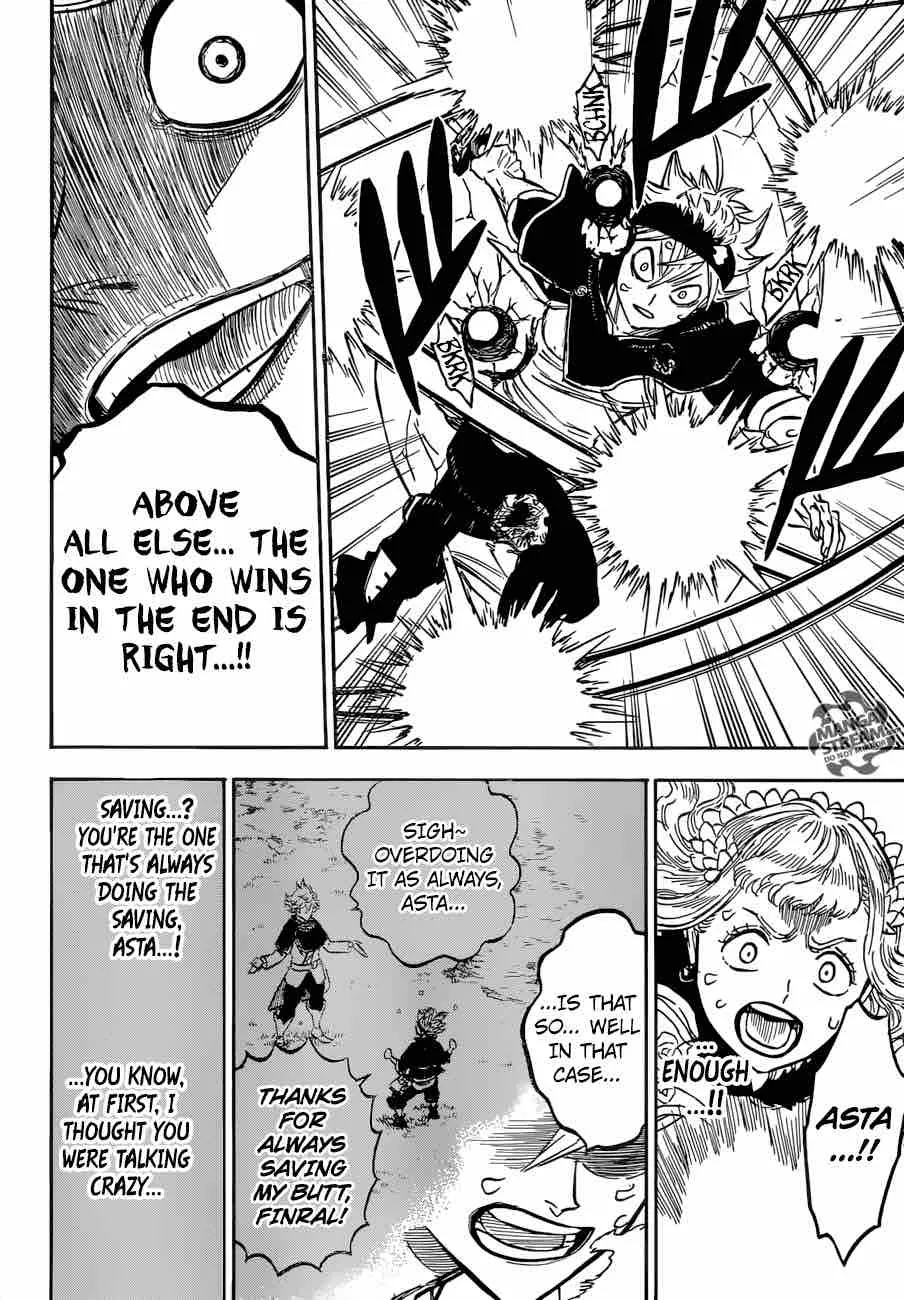 BCHNK
BKRK
BKRK
ABOVE
ALL ELSE... THE
ONE WHO WINS
IN THE END IS
RIGHT...!!
MANGA
STREAM
DO NOT MIRROR
ASTA
...!!
...
ENOUGH
...!!
SIGH~
OVERDOING
IT AS ALWAYS,
ASTA...
...IS THAT
SO... WELL
IN THAT
CASE...
THANKS
FOR
ALWAYS
SAVING
MY BUTT,
FINRAL!
SAVING...?
YOU'RE THE ONE
THAT'S ALWAYS
DOING THE
SAVING,
ASTA...!
...YOU KNOW,
AT FIRST, I
THOUGHT YOU
WERE TALKING
CRAZY...